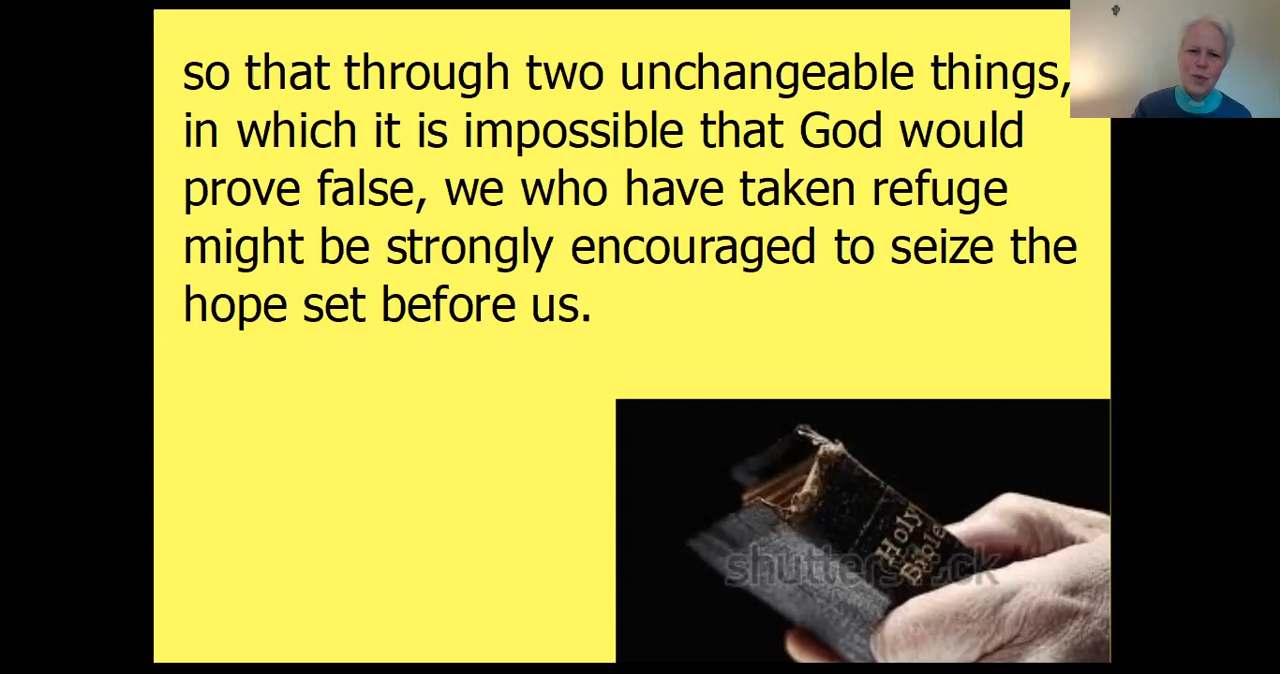 so that through two unchangeable things,
in which it is impossible that God would
prove false, we who have taken refuge
might be strongly encouraged to seize the
hope set before us.
Holy
Bible
shutterstock